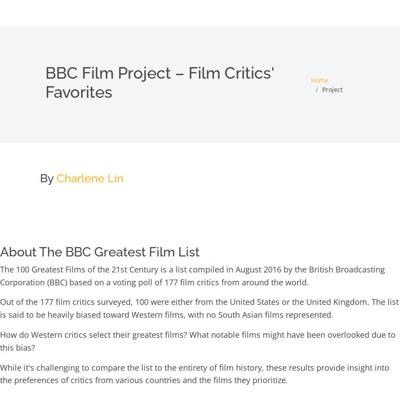 BBC Film Project – Film Critics'
Favorites
Home
/ Project
By Charlene Lin
About The BBC Greatest Film List
The 100 Greatest Films of the 21st Century is a list compiled in August 2016 by the British Broadcasting
Corporation (BBC) based on a voting poll of 177 film critics from around the world.
Out of the 177 film critics surveyed, 100 were either from the United States or the United Kingdom. The list
is said to be heavily biased toward Western films, with no South Asian films represented.
How do Western critics select their greatest films? What notable films might have been overlooked due to
this bias?
While it's challenging to compare the list to the entirety of film history, these results provide insight into
the preferences of critics from various countries and the films they prioritize.